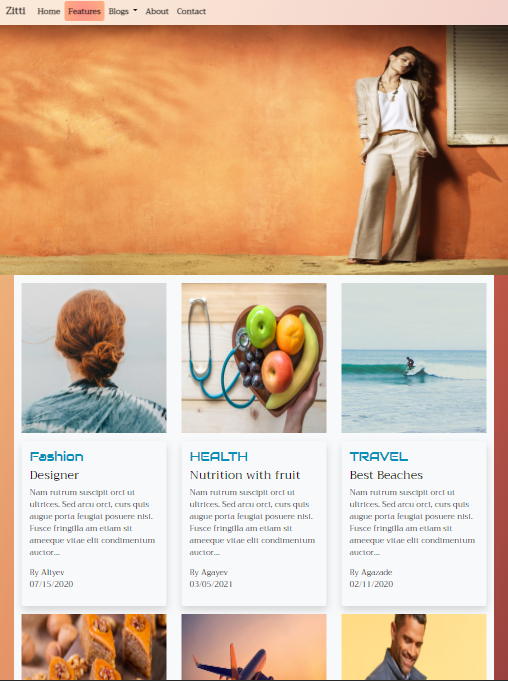 Zitti Home Features Blogs About Contact
Fashion
Designer
Nam rutrum suscipit orci ut
ultrices. Sed arcu orci, curs quis
augue porta feugiat posuere nisl.
Fusce fringilla am etiam sit
ameeque vitae elit condimentum
auctor...
By Aliyev
07/15/2020
HEALTH
Nutrition with fruit
Nam rutrum suscipit orci ut
ultrices. Sed arcu orci, curs quis
augue porta feugiat posuere nisl.
Fusce fringilla am etiam sit
ameeque vitae elit condimentum
auctor...
By Agayev
03/05/2021
TRAVEL
Best Beaches
Nam rutrum suscipit orci ut
ultrices. Sed arcu orci, curs quis
augue porta feugiat posuere nisl.
Fusce fringilla am etiam sit
ameeque vitae elit condimentum
auctor...
By Agazade
02/11/2020